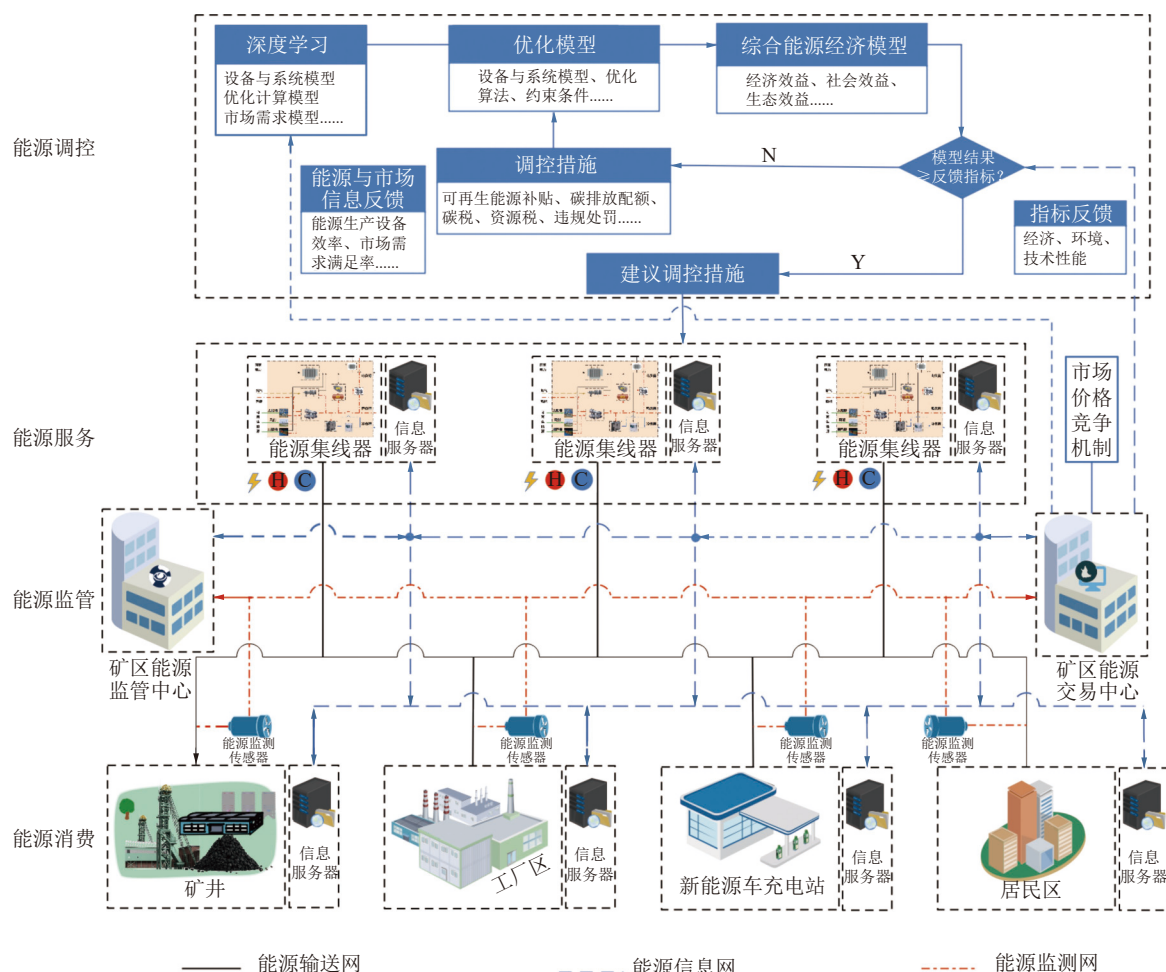 深度学习
设备与系统模型
优化计算模型
市场需求模型......
优化模型
设备与系统模型、优化
算法、约束条件......
综合能源经济模型
经济效益、社会效益、
生态效益......
能源调控
能源与市场
信息反馈
能源生产设备
效率、市场需
求满足率......
调控措施
可再生能源补贴、碳排放配额、
碳税、资源税、违规处罚......
N
模型结果
≥反馈指标?
指标反馈
经济、环境、
技术性能
Y
建议调控措施
能源服务
能源集线器
信息
服务器
能源集线器
信息
服务器
能源集线器
信息
服务器
H
C
H
C
H
C
市场
价格
竞争
机制
能源监管
矿区能源
监管中心
矿区能源
交易中心
能源监测
传感器
能源监测
传感器
能源监测
传感器
能源监测
传感器
能源消费
矿井
信息
服务器
工厂区
信息
服务器
新能源车充电站
信息
服务器
居民区
信息
服务器
能源输送网
能源信息网
能源监测网